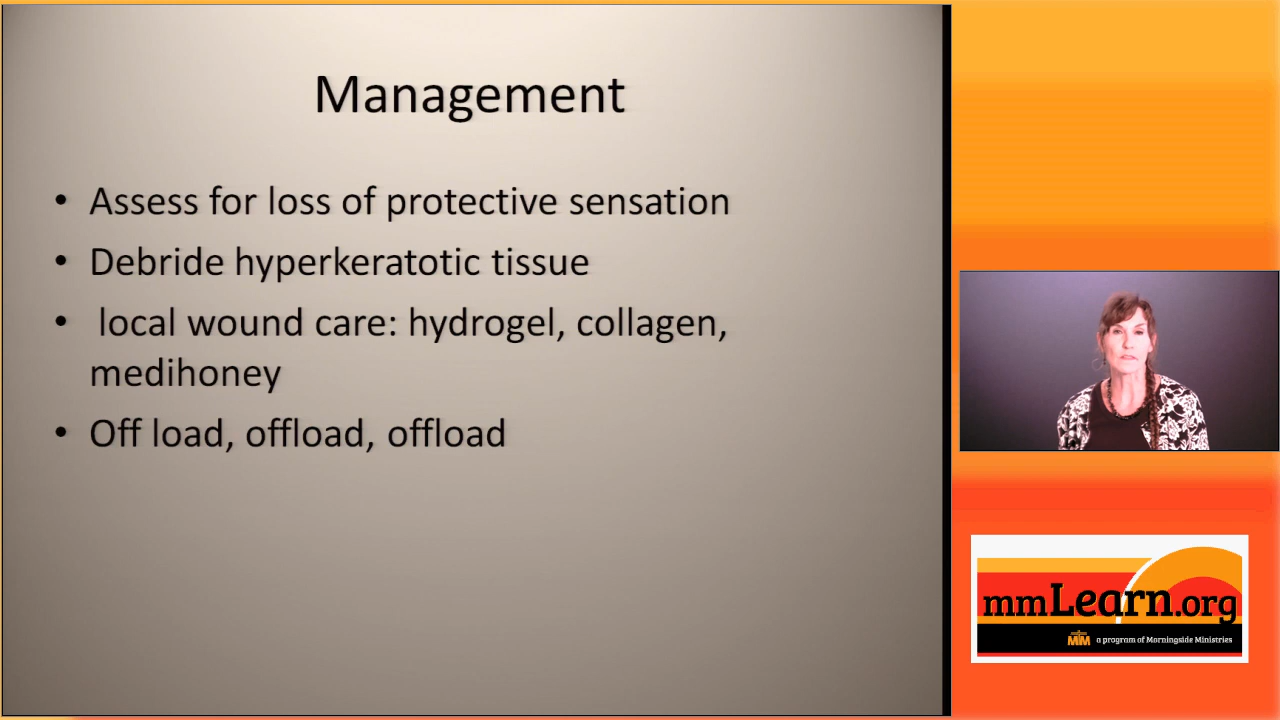 Management
• Assess for loss of protective sensation
• Debride hyperkeratotic tissue
• local wound care: hydrogel, collagen,
medihoney
• Off load, offload, offload
mmLearn.org
MM a program of Morningside Ministries